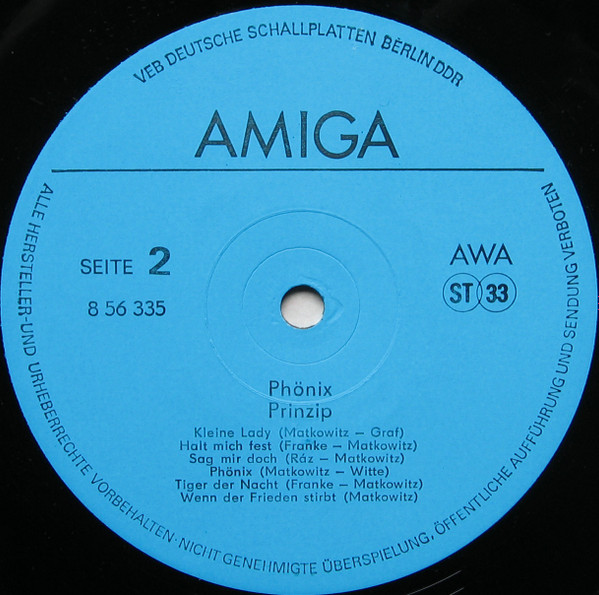 VEB DEUTSCHE SCHALLPLATTEN BERLIN DDR
AMIGA
SEITE 2
8 56 335
AWA
ST 33
Phönix
Prinzip
Kleine Lady (Matkowitz – Graf)
Halt mich fest (Franke – Matkowitz)
Sag mir doch (Ráz – Matkowitz)
Phönix (Matkowitz – Witte)
Tiger der Nacht (Franke – Matkowitz)
Wenn der Frieden stirbt (Matkowitz)
ALLE HERSTELLER-UND URHEBERRECHTE VORBEHALTEN·NICHT GENEHMIGTE ÜBERSPIELUNG, ÖFFENTLICHE AUFFÜHRUNG UND SENDUNG VERBOTEN